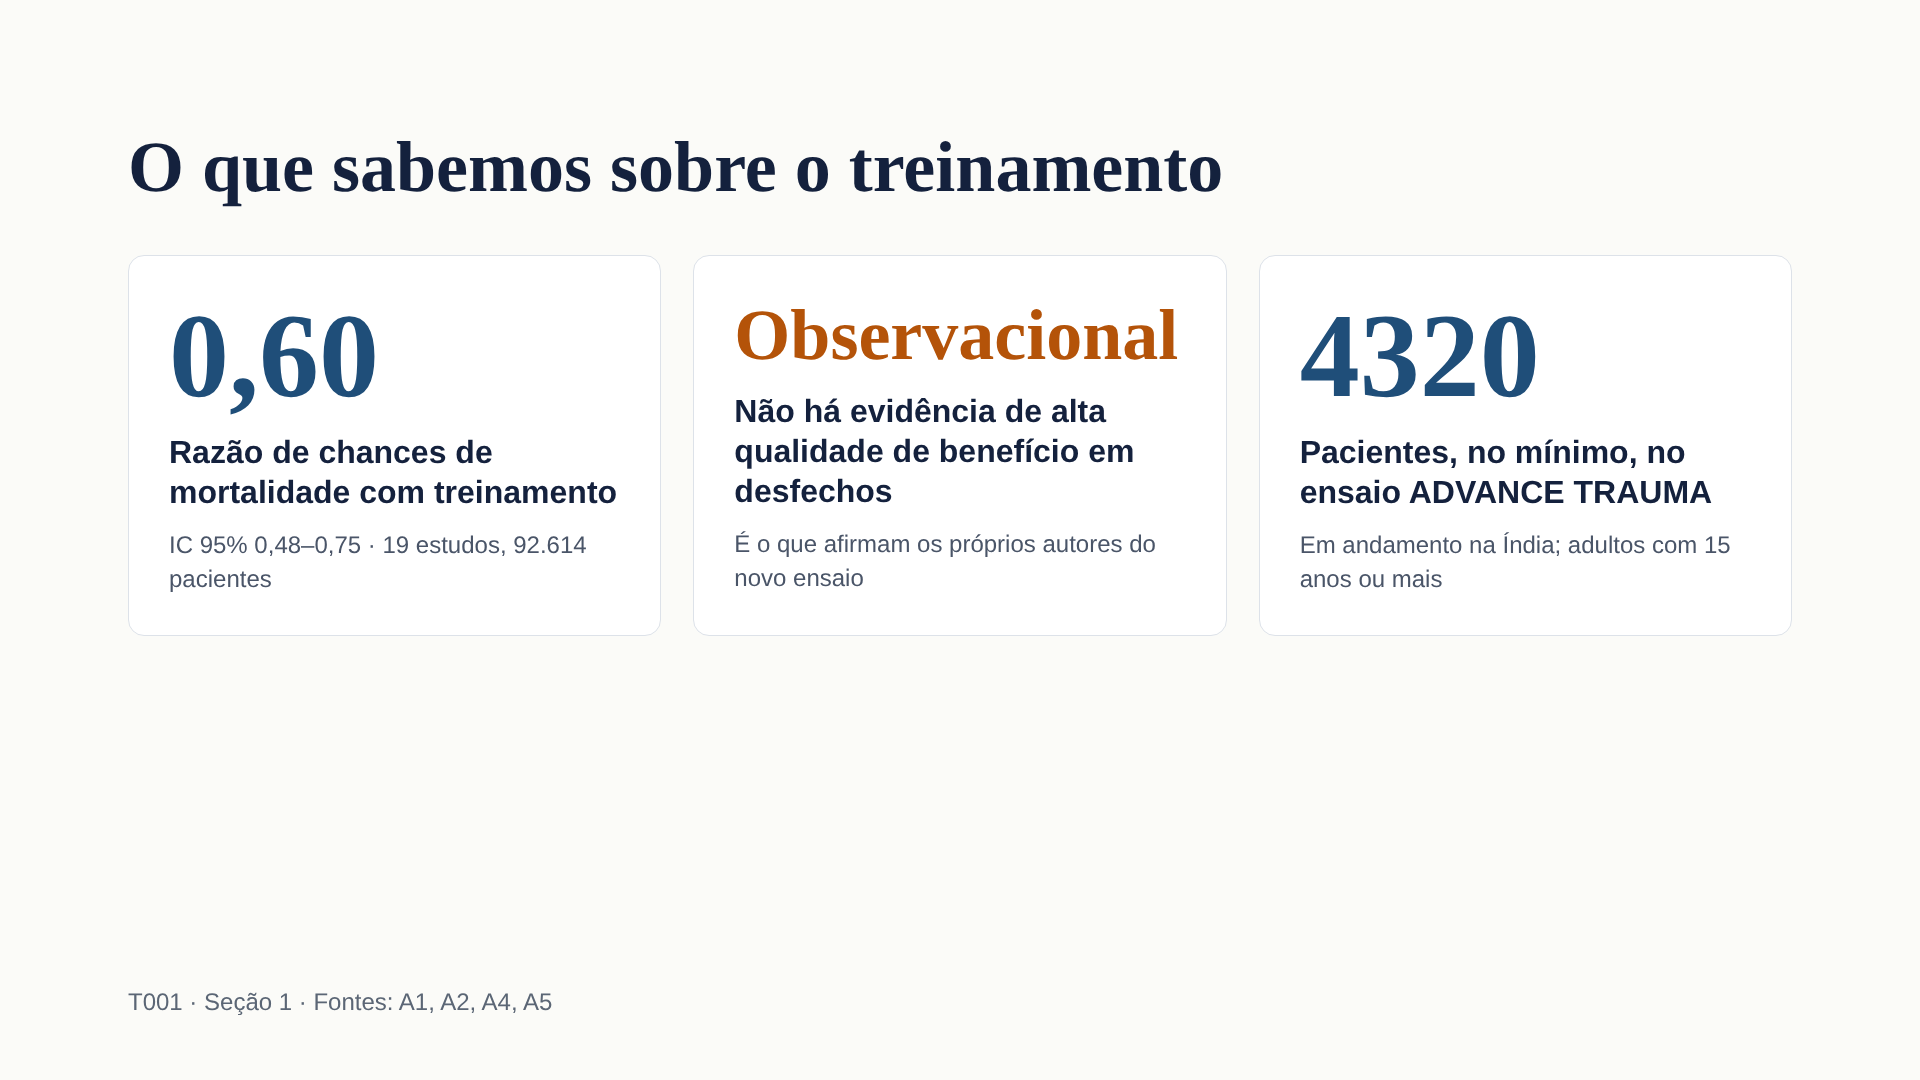 O que sabemos sobre o treinamento
0,60
Razão de chances de
mortalidade com treinamento
IC 95% 0,48–0,75 · 19 estudos, 92.614
pacientes
Observacional
Não há evidência de alta
qualidade de benefício em
desfechos
É o que afirmam os próprios autores do
novo ensaio
4320
Pacientes, no mínimo, no
ensaio ADVANCE TRAUMA
Em andamento na Índia; adultos com 15
anos ou mais
T001 · Seção 1 · Fontes: A1, A2, A4, A5